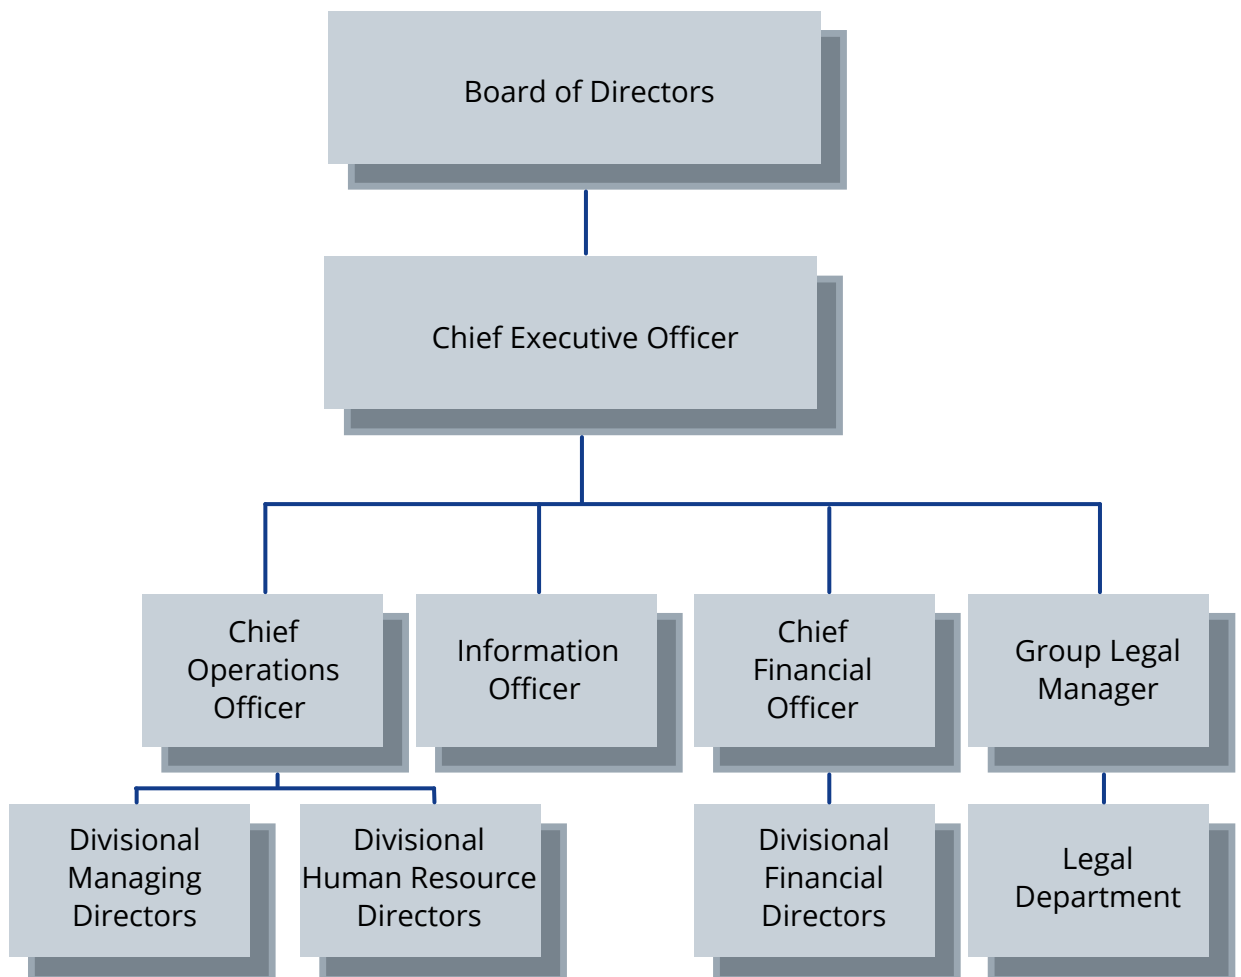 Board of Directors
Chief Executive Officer
Chief
Operations
Officer
Information
Officer
Chief
Financial
Officer
Group Legal
Manager
Divisional
Managing
Directors
Divisional
Human Resource
Directors
Divisional
Financial
Directors
Legal
Department